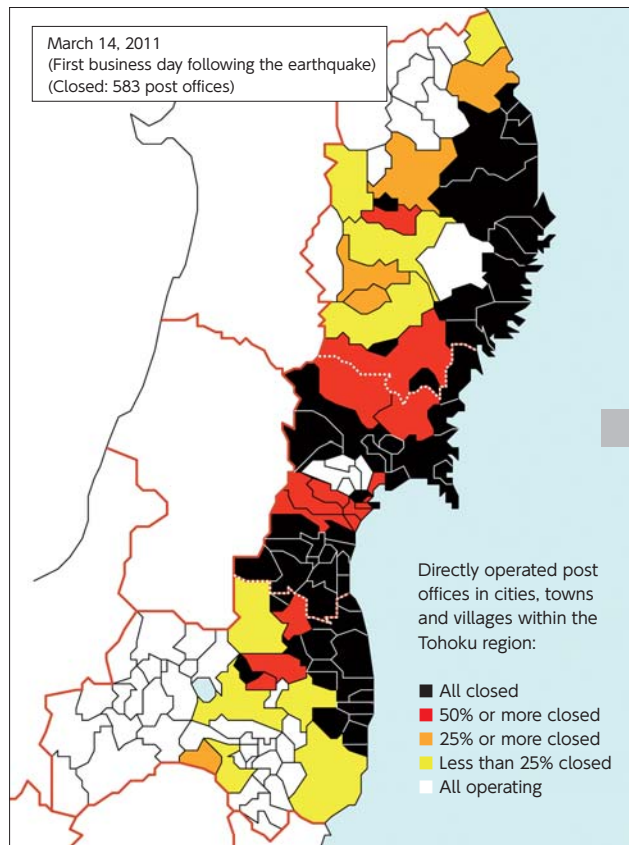 March 14, 2011
(First business day following the earthquake)
(Closed: 583 post offices)
Directly operated post
offices in cities, towns
and villages within the
Tohoku region:
All closed
50% or more closed
25% or more closed
Less than 25% closed
All operating